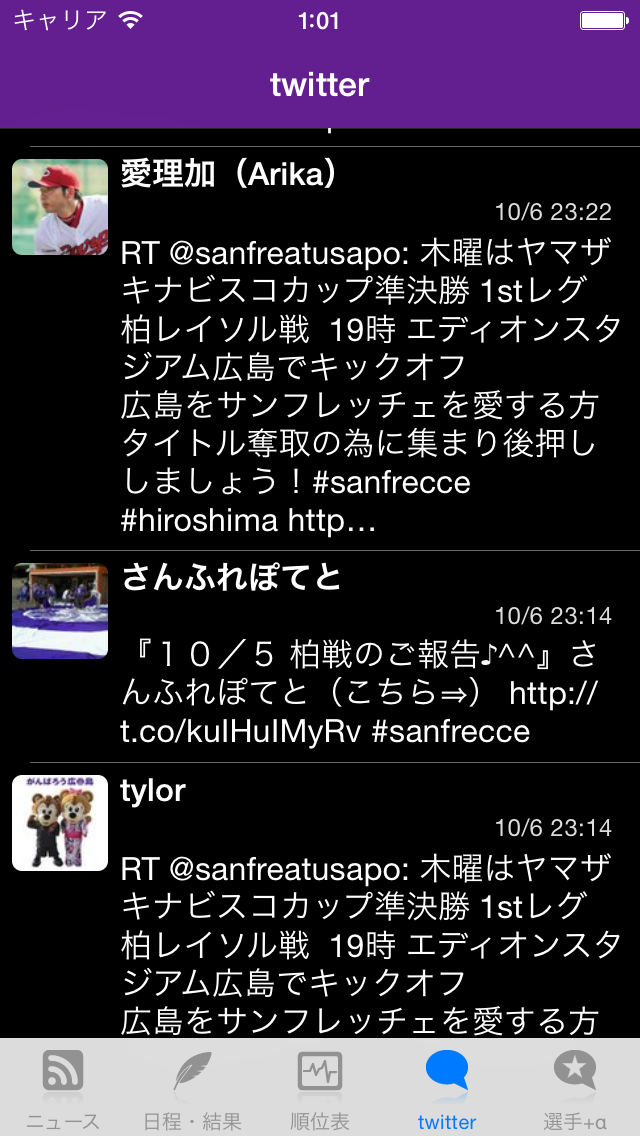 キャリア 1:01
twitter
愛理加（Arika）
10/6 23:22
RT @sanfreatusapo: 木曜はヤマザ
キナビスコカップ準決勝 1stレグ
柏レイソル戦  19時 エディオンスタ
ジアム広島でキックオフ
広島をサンフレッチェを愛する方
タイトル奪取の為に集まり後押し
しましょう！#sanfrecce
#hiroshima http…
さんふれぽてと
10/6 23:14
『１０／５ 柏戦のご報告♪^^』さ
んふれぽてと（こちら⇒） http://
t.co/kuIHuIMyRv #sanfrecce
がんばろう広島
tylor
10/6 23:14
RT @sanfreatusapo: 木曜はヤマザ
キナビスコカップ準決勝 1stレグ
柏レイソル戦  19時 エディオンスタ
ジアム広島でキックオフ
広島をサンフレッチェを愛する方
ニュース 日程・結果 順位表 twitter 選手+α